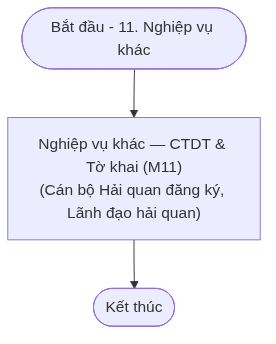 Bắt đầu - 11. Nghiệp vụ
khác
Nghiệp vụ khác — CTDT &
Tờ khai (M11)
(Cán bộ Hải quan đăng ký,
Lãnh đạo hải quan)
Kết thúc